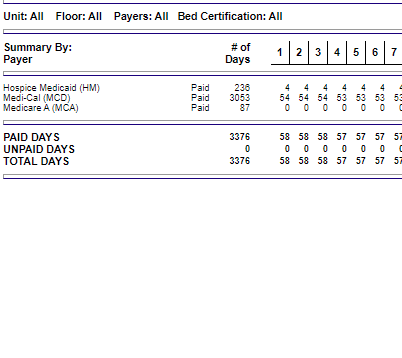 Unit: All Floor: All Payers: All Bed Certification: All
Summary By: # of
Payer Days 1 2 3 4 5 6 7
Hospice Medicaid (HM) Paid 236 4 4 4 4 4 4
Medi-Cal (MCD) Paid 3053 54 54 54 53 53 53 53
Medicare A (MCA) Paid 87 0 0 0 0 0 0
PAID DAYS 3376 58 58 58 57 57 57 57
UNPAID DAYS 0 0 0 0 0 0 0
TOTAL DAYS 3376 58 58 58 57 57 57 57